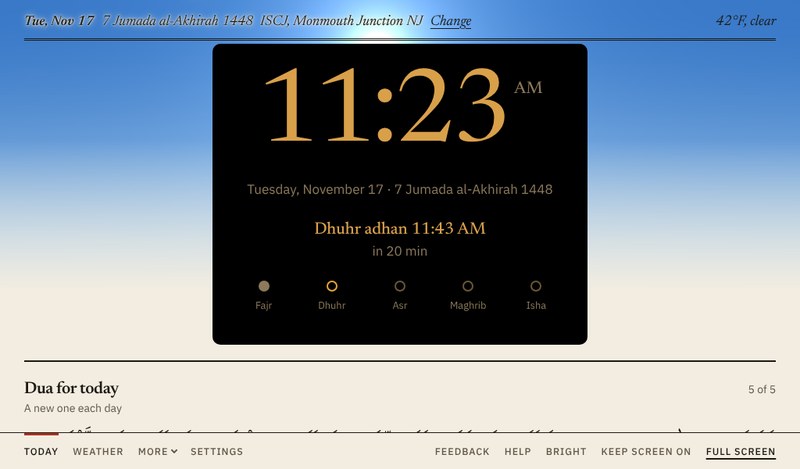 Tue, Nov 17 7 Jumada al-Akhirah 1448 ISCJ, Monmouth Junction NJ Change 42°F, clear
11:23 AM
Tuesday, November 17 · 7 Jumada al-Akhirah 1448
Dhuhr adhan 11:43 AM
in 20 min
Fajr Dhuhr Asr Maghrib Isha
Dua for today 5 of 5
A new one each day
TODAY WEATHER MORE SETTINGS FEEDBACK HELP BRIGHT KEEP SCREEN ON FULL SCREEN